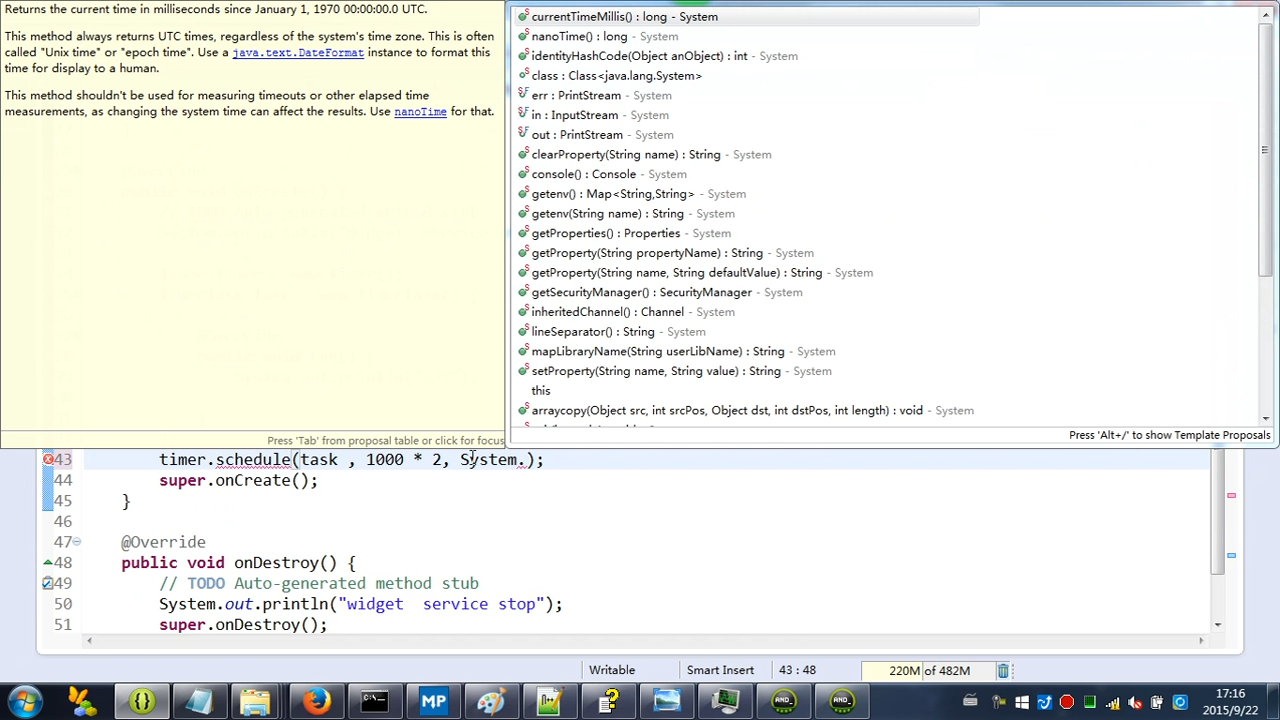 Returns the current time in milliseconds since January 1, 1970 00:00:00.0 UTC.
This method always returns UTC times, regardless of the system's time zone. This is often
called "Unix time" or "epoch time". Use a java.text.DateFormat instance to format this
time for display to a human.
This method shouldn't be used for measuring timeouts or other elapsed time
measurements, as changing the system time can affect the results. Use nanoTime for that.
Press 'Tab' from proposal table or click for focus
currentTimeMillis() : long - System
nanoTime() : long - System
identityHashCode(Object anObject) : int - System
class : Class<java.lang.System>
err : PrintStream - System
in : InputStream - System
out : PrintStream - System
clearProperty(String name) : String - System
console() : Console - System
getenv() : Map<String,String> - System
getenv(String name) : String - System
getProperties() : Properties - System
getProperty(String propertyName) : String - System
getProperty(String name, String defaultValue) : String - System
getSecurityManager() : SecurityManager - System
inheritedChannel() : Channel - System
lineSeparator() : String - System
mapLibraryName(String userLibName) : String - System
setProperty(String name, String value) : String - System
this
arraycopy(Object src, int srcPos, Object dst, int dstPos, int length) : void - System
Press 'Alt+/' to show Template Proposals
43 timer.schedule(task , 1000 * 2, System.);
44 super.onCreate();
45 }
46
47 @Override
48 public void onDestroy() {
49 // TODO Auto-generated method stub
50 System.out.println("widget  service stop");
51 super.onDestroy();
Writable
Smart Insert
43 : 48
220M of 482M
17:16
2015/9/22